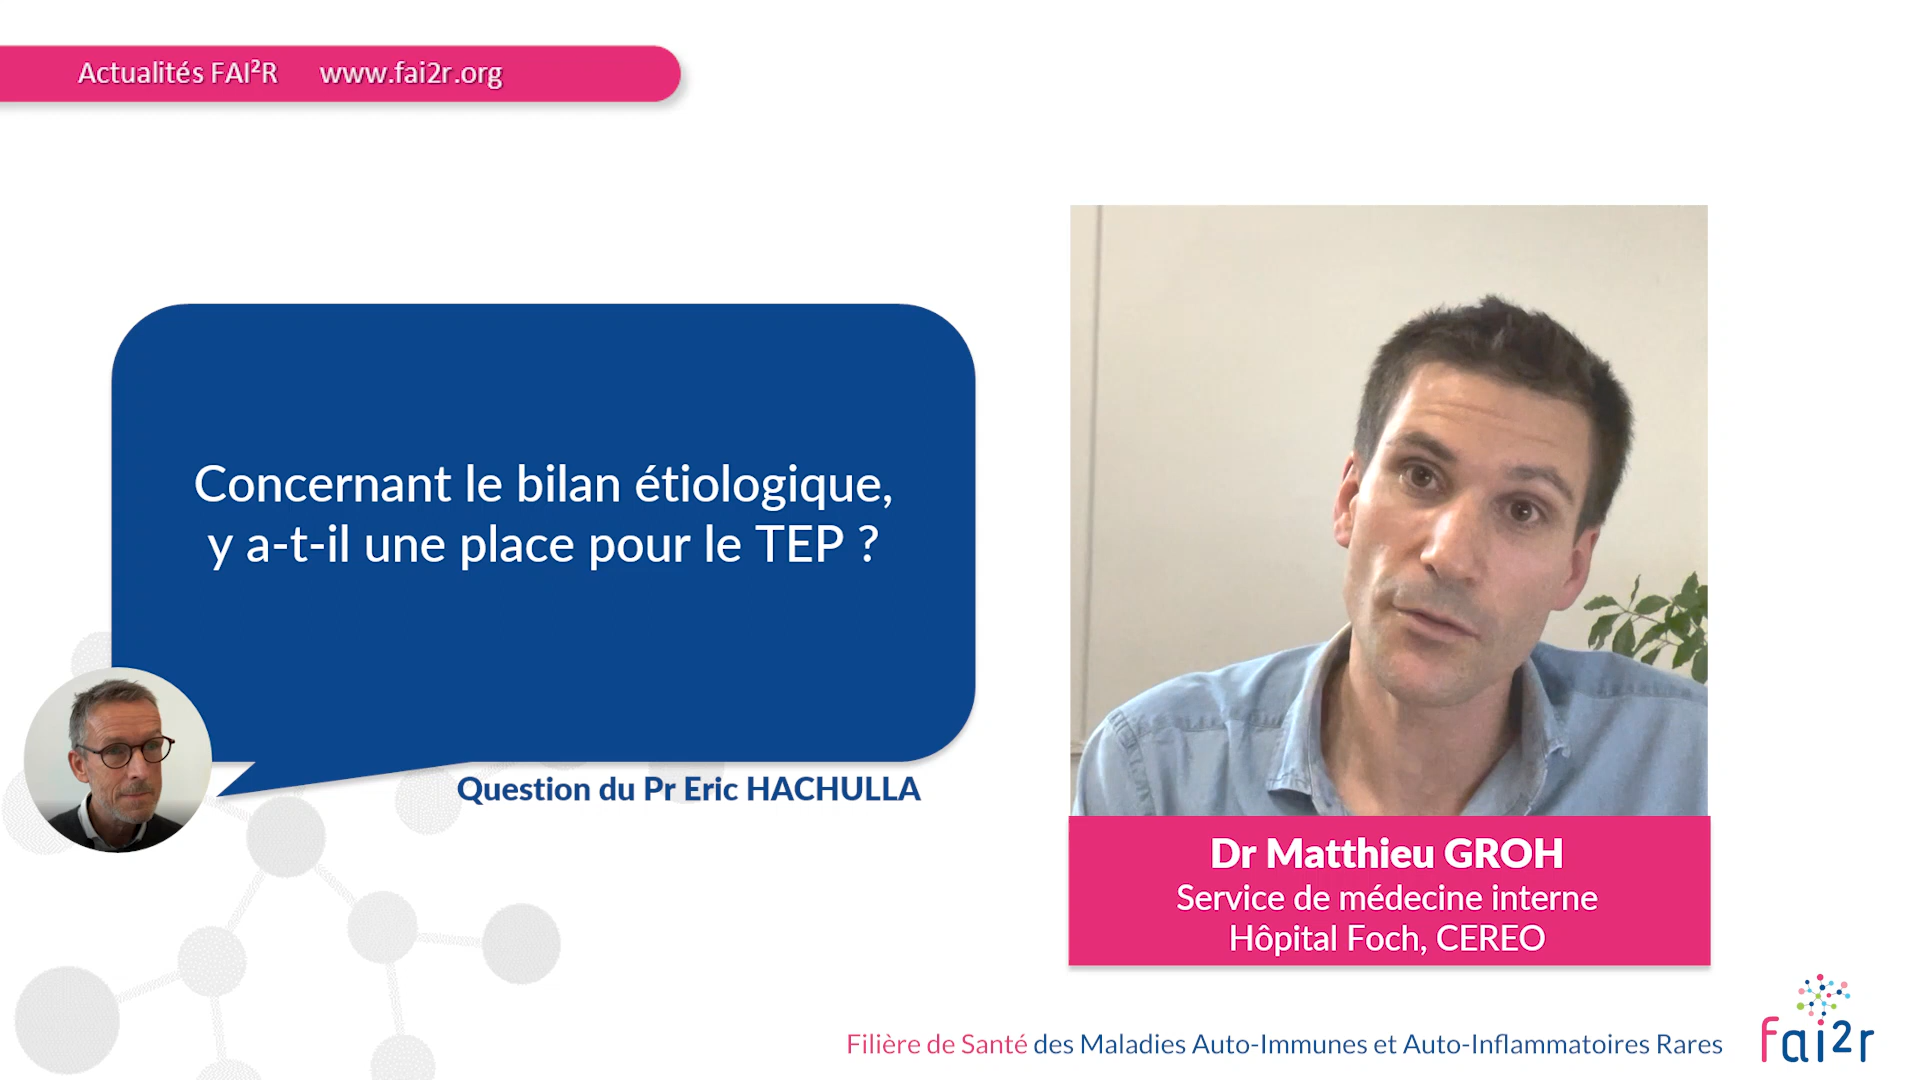 Actualités FAI²R www.fai2r.org
Concernant le bilan étiologique,
y a-t-il une place pour le TEP ?
Question du Pr Eric HACHULLA
Dr Matthieu GROH
Service de médecine interne
Hôpital Foch, CEREO
Filière de Santé des Maladies Auto-Immunes et Auto-Inflammatoires Rares
fai2r